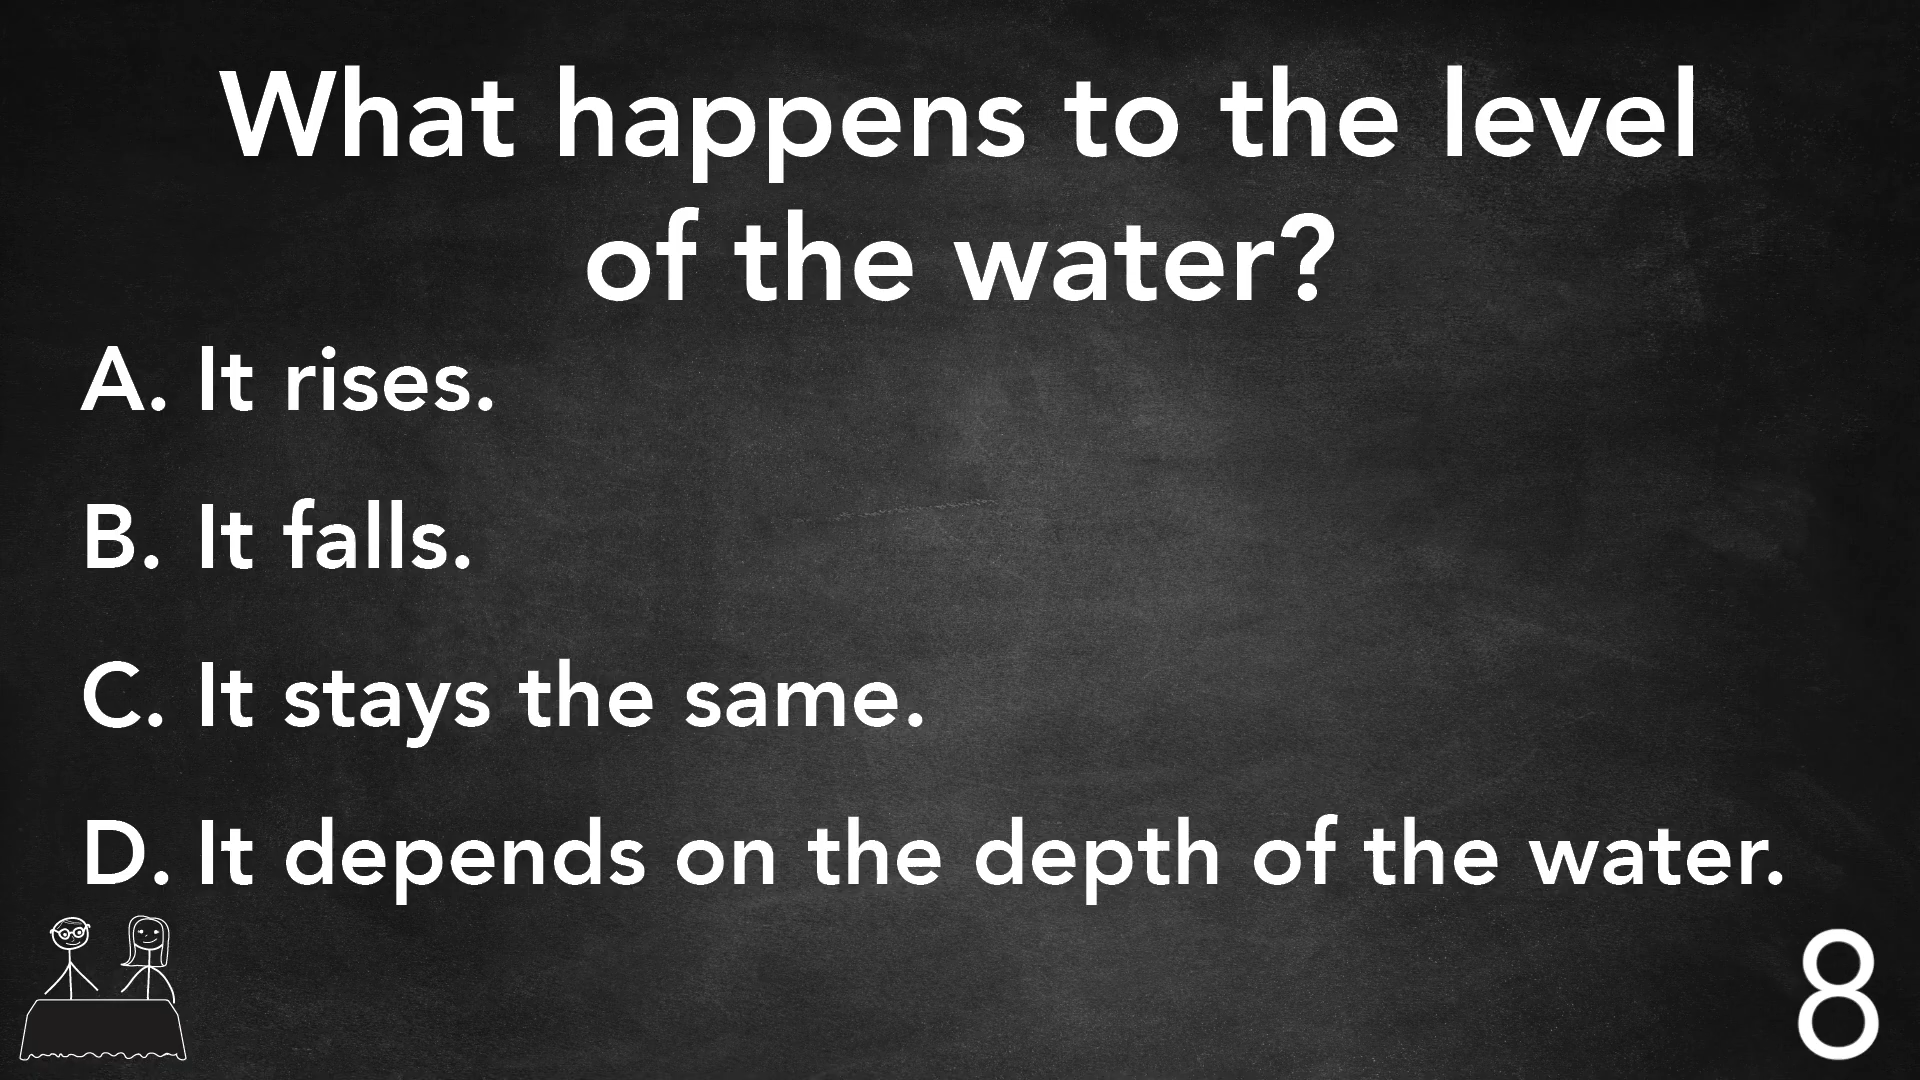 What happens to the level
of the water?
A. It rises.
B. It falls.
C. It stays the same.
D. It depends on the depth of the water.
8